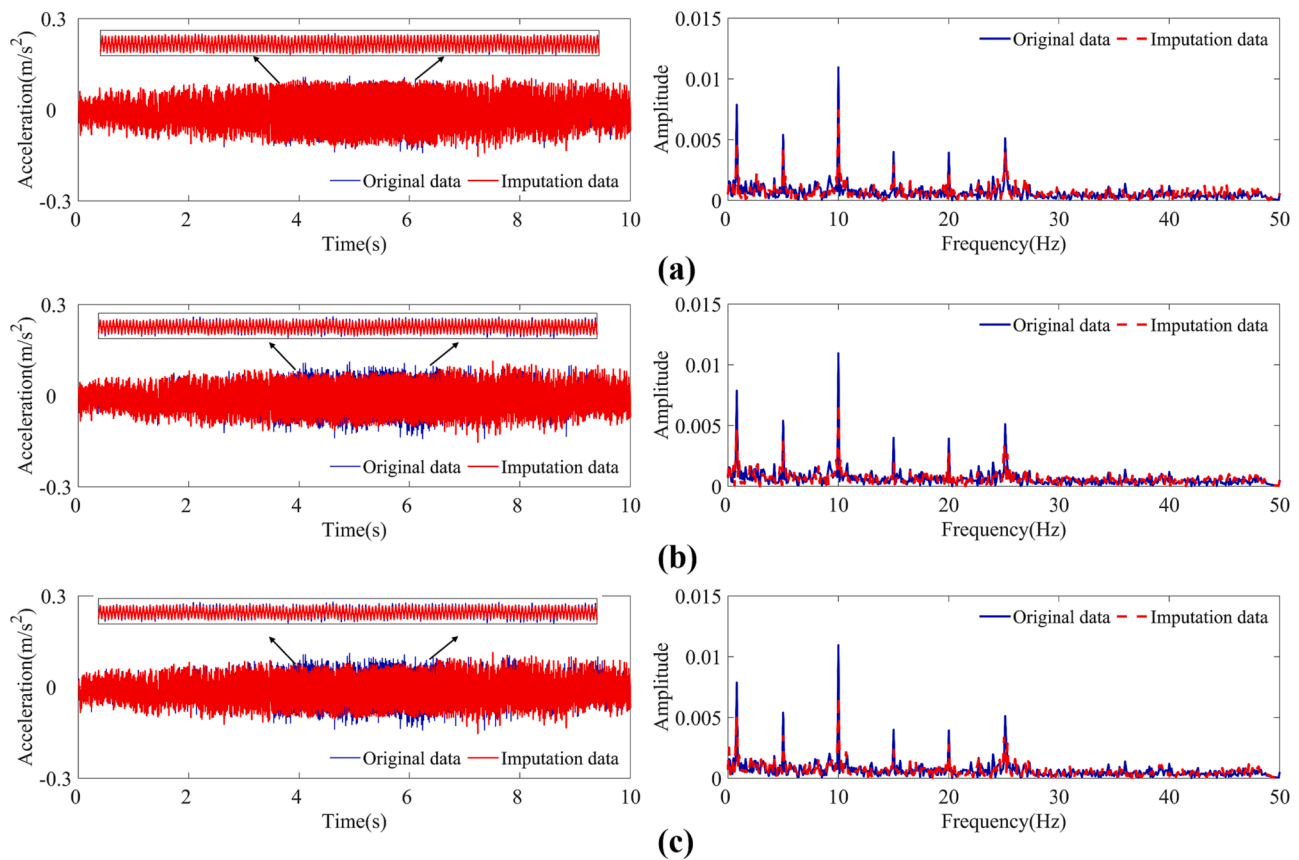 0.3
Acceleration(m/s²)
0
-0.3
Original data
Imputation data
0 2 4 6 8 10
Time(s)
0.015
Amplitude
0.01
0.005
0
Original data
Imputation data
0 10 20 30 40 50
Frequency(Hz)
(a)
0.3
Acceleration(m/s²)
0
-0.3
Original data
Imputation data
0 2 4 6 8 10
Time(s)
0.015
Amplitude
0.01
0.005
0
Original data
Imputation data
0 10 20 30 40 50
Frequency(Hz)
(b)
0.3
Acceleration(m/s²)
0
-0.3
Original data
Imputation data
0 2 4 6 8 10
Time(s)
0.015
Amplitude
0.01
0.005
0
Original data
Imputation data
0 10 20 30 40 50
Frequency(Hz)
(c)